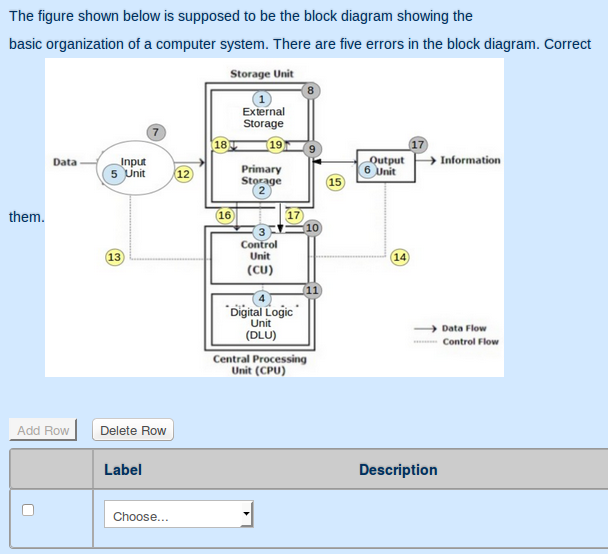 The figure shown below is supposed to be the block diagram showing the
basic organization of a computer system. There are five errors in the block diagram. Correct
Storage Unit
8
1
External
Storage
7
18
19
9
17
Data
Input
5 Unit
12
Primary
Storage
2
15
Output
6 Unit
Information
them.
16
17
10
3
Control
Unit
(CU)
13
14
11
4
Digital Logic
Unit
(DLU)
Data Flow
Control Flow
Central Processing
Unit (CPU)
Add Row
Delete Row
Label
Description
Choose...